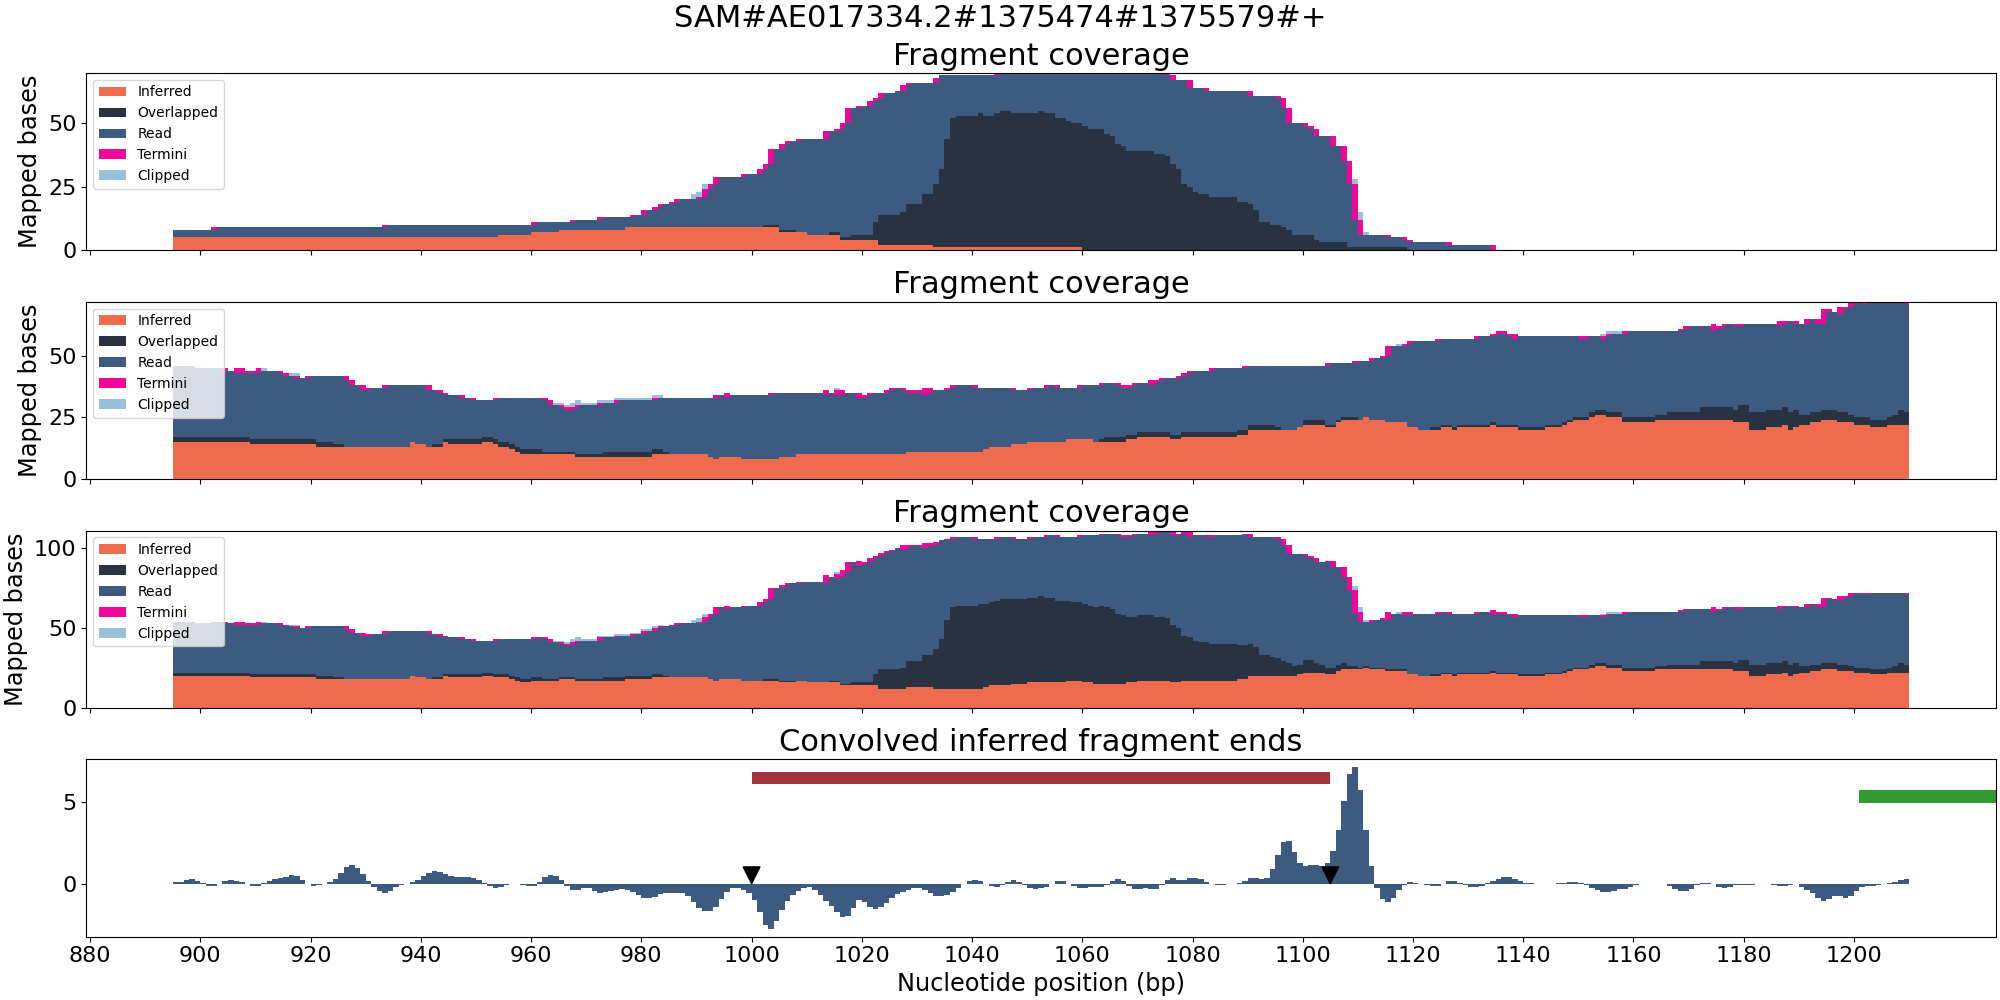 SAM#AE017334.2#1375474#1375579#+
Fragment coverage
Mapped bases
50
25
0
Inferred
Overlapped
Read
Termini
Clipped
Fragment coverage
Mapped bases
50
25
0
Inferred
Overlapped
Read
Termini
Clipped
Fragment coverage
Mapped bases
100
50
0
Inferred
Overlapped
Read
Termini
Clipped
Convolved inferred fragment ends
5
0
880 900 920 940 960 980 1000 1020 1040 1060 1080 1100 1120 1140 1160 1180 1200
Nucleotide position (bp)